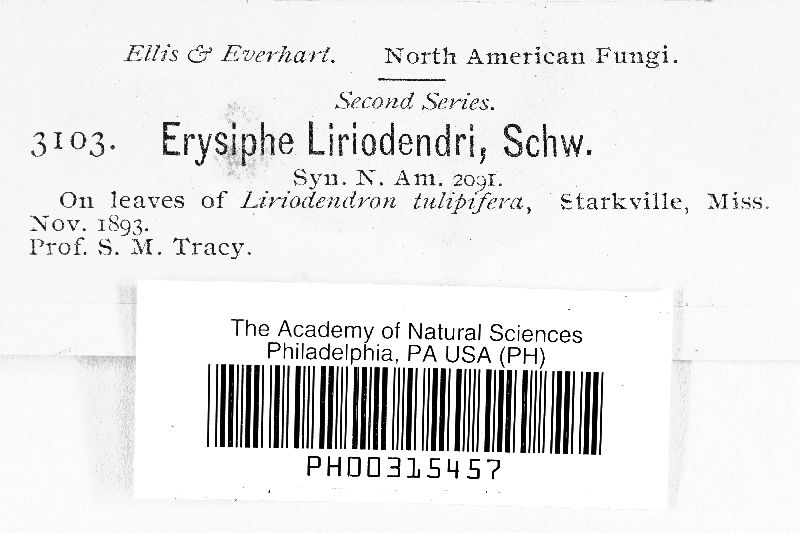 Ellis & Everhart. North American Fungi.
Second Series.
3103. Erysiphe Liriodendri, Schw.
Syn. N. Am. 2091.
On leaves of Liriodendron tulipifera, Starkville, Miss.
Nov. 1893.
Prof. S. M. Tracy.
The Academy of Natural Sciences
Philadelphia, PA USA (PH)
PH00315457